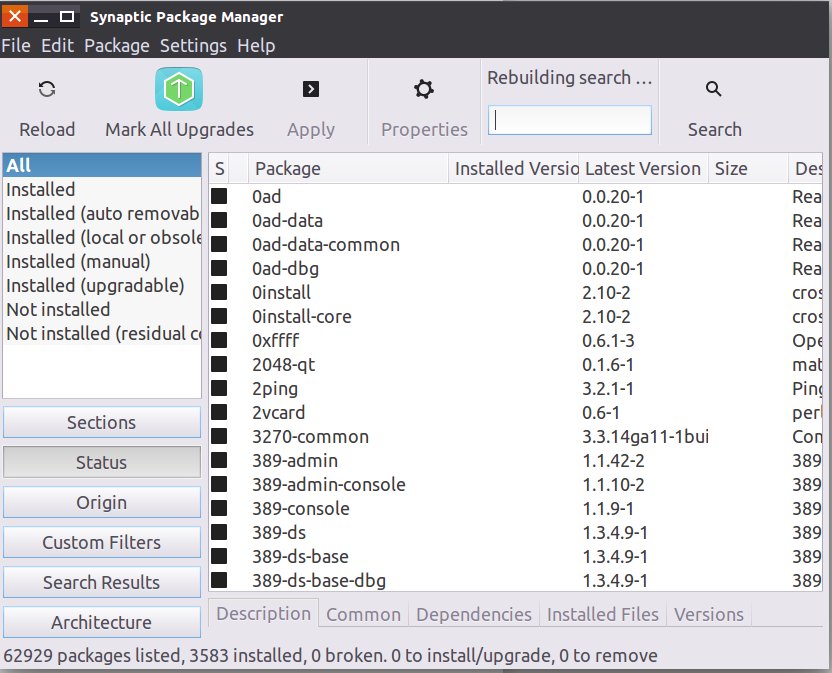 Synaptic Package Manager
File Edit Package Settings Help
Reload
Mark All Upgrades
Apply
Properties
Rebuilding search ...
Search
All
Installed
Installed (auto removab
Installed (local or obsole
Installed (manual)
Installed (upgradable)
Not installed
Not installed (residual co
Sections
Status
Origin
Custom Filters
Search Results
Architecture
S Package Installed Versio Latest Version Size Des
0ad 0.0.20-1 Rea
0ad-data 0.0.20-1 Rea
0ad-data-common 0.0.20-1 Rea
0ad-dbg 0.0.20-1 Rea
0install 2.10-2 cros
0install-core 2.10-2 cros
0xffff 0.6.1-3 Ope
2048-qt 0.1.6-1 mat
2ping 3.2.1-1 Ping
2vcard 0.6-1 perl
3270-common 3.3.14ga11-1bui Con
389-admin 1.1.42-2 389
389-admin-console 1.1.10-2 389
389-console 1.1.9-1 389
389-ds 1.3.4.9-1 389
389-ds-base 1.3.4.9-1 389
389-ds-base-dbg 1.3.4.9-1 389
Description Common Dependencies Installed Files Versions
62929 packages listed, 3583 installed, 0 broken. 0 to install/upgrade, 0 to remove